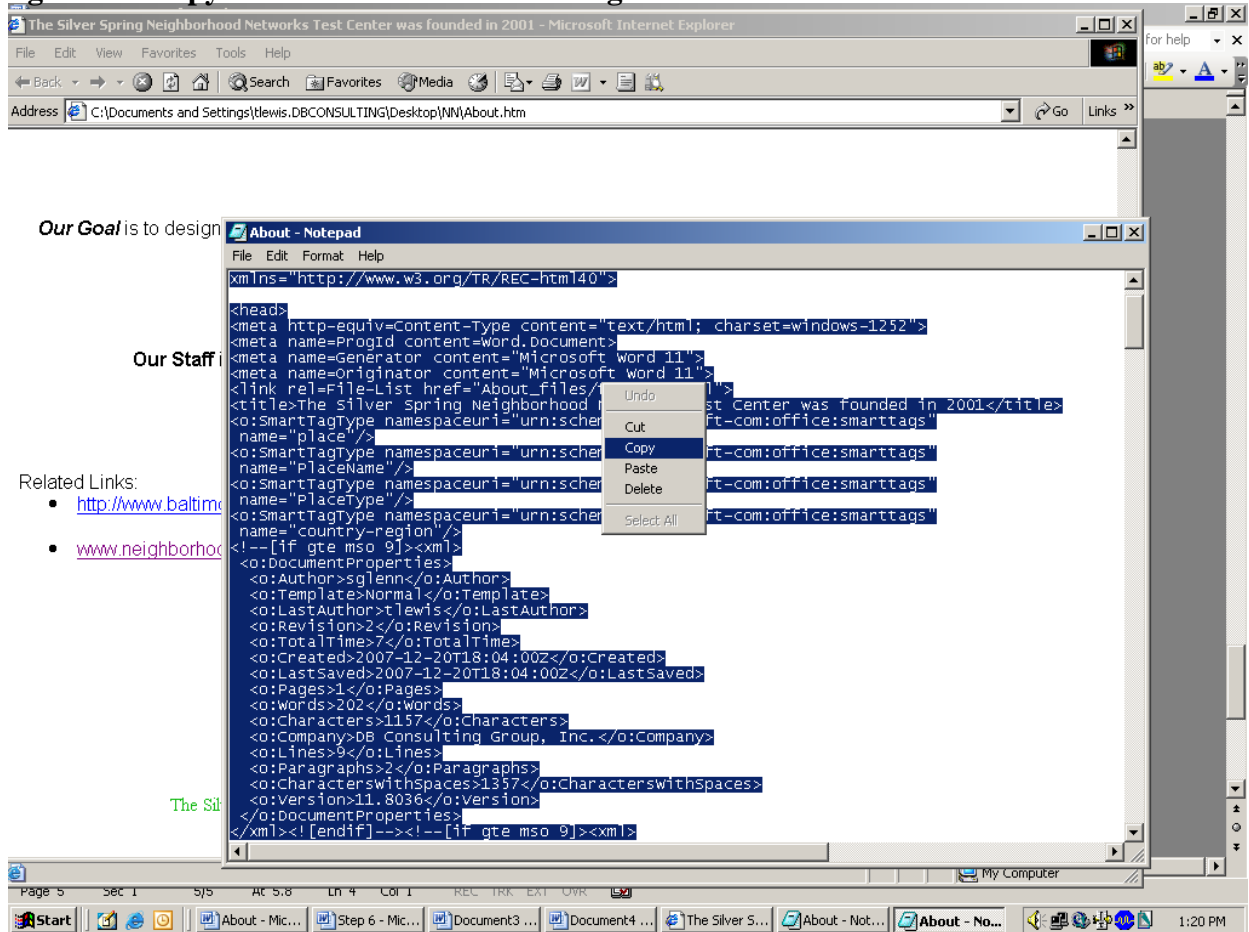 The Silver Spring Neighborhood Networks Test Center was founded in 2001 - Microsoft Internet Explorer
for help
File Edit View Favorites Tools Help
Back Search Favorites Media
Address C:\Documents and Settings\tlewis.DBCONSULTING\Desktop\NN\About.htm Go Links »
Our Goal is to design
About - Notepad
File Edit Format Help
xmlns="http://www.w3.org/TR/REC-html40">
<head>
<meta http-equiv=Content-Type content="text/html; charset=windows-1252">
<meta name=ProgId content=Word.Document>
<meta name=Generator content="Microsoft Word 11">
<meta name=Originator content="Microsoft Word 11">
Our Staff
<link rel=File-List href="About_files/
<title>The Silver Spring Neighborhood st Center was founded in 2001</title>
<o:SmartTagType namespaceuri="urn:schem ft-com:office:smarttags"
name="place"/>
<o:SmartTagType namespaceuri="urn:schem ft-com:office:smarttags"
name="PlaceName"/>
<o:SmartTagType namespaceuri="urn:schem ft-com:office:smarttags"
name="PlaceType"/>
<o:SmartTagType namespaceuri="urn:schem ft-com:office:smarttags"
name="country-region"/>
<!--[if gte mso 9]><xml>
<o:DocumentProperties>
<o:Author>sglenn</o:Author>
<o:Template>Normal</o:Template>
<o:LastAuthor>tlewis</o:LastAuthor>
<o:Revision>2</o:Revision>
<o:TotalTime>7</o:TotalTime>
<o:Created>2007-12-20T18:04:00Z</o:Created>
<o:LastSaved>2007-12-20T18:04:00Z</o:LastSaved>
<o:Pages>1</o:Pages>
<o:Words>202</o:Words>
<o:Characters>1157</o:Characters>
<o:Company>DB Consulting Group, Inc.</o:Company>
<o:Lines>9</o:Lines>
<o:Paragraphs>2</o:Paragraphs>
<o:CharactersWithSpaces>1357</o:CharactersWithSpaces>
<o:Version>11.8036</o:Version>
</o:DocumentProperties>
</xml><![endif]--><!--[if gte mso 9]><xml>
Undo
Cut
Copy
Paste
Delete
Select All
Related Links:
http://www.baltimo
www.neighborhoo
The Sil
My Computer
Page 5 Sec 1 5/5 At 5.8 Ln 4 Col 1 REC TRK EXT OVR
Start About - Mic... Step 6 - Mic... Document3 ... Document4 ... The Silver S... About - Not... About - No... 1:20 PM